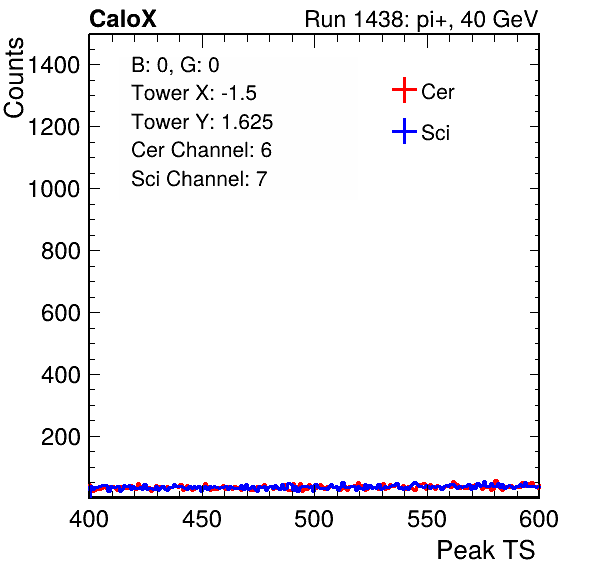 CaloX Run 1438: pi+, 40 GeV
Counts
B: 0, G: 0
Tower X: -1.5
Tower Y: 1.625
Cer Channel: 6
Sci Channel: 7
Cer
Sci
1400
1200
1000
800
600
400
200
400 450 500 550 600
Peak TS